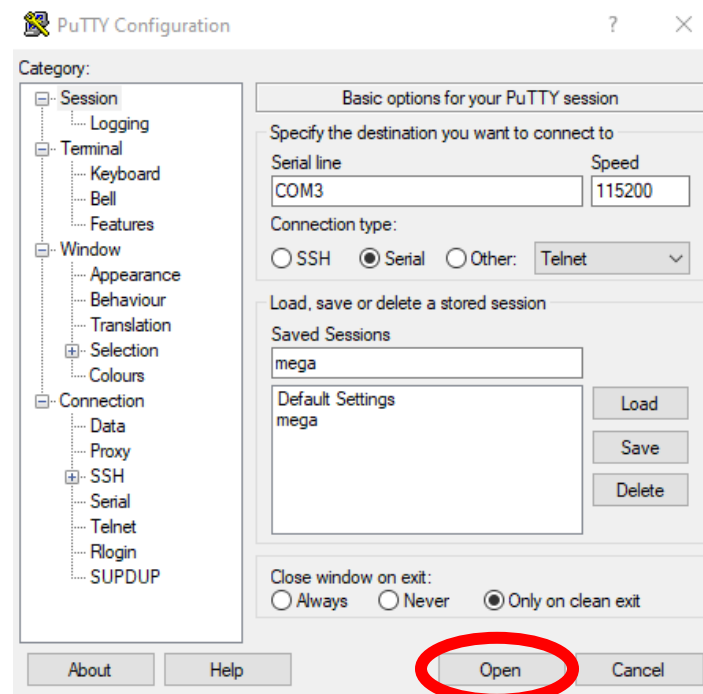 PuTTY Configuration
?
Category:
Session
Logging
Terminal
Keyboard
Bell
Features
Window
Appearance
Behaviour
Translation
Selection
Colours
Connection
Data
Proxy
SSH
Serial
Telnet
Rlogin
SUPDUP
Basic options for your PuTTY session
Specify the destination you want to connect to
Serial line Speed
COM3 115200
Connection type:
SSH Serial Other: Telnet
Load, save or delete a stored session
Saved Sessions
mega
Default Settings
mega
Load
Save
Delete
Close window on exit:
Always Never Only on clean exit
About Help Open Cancel